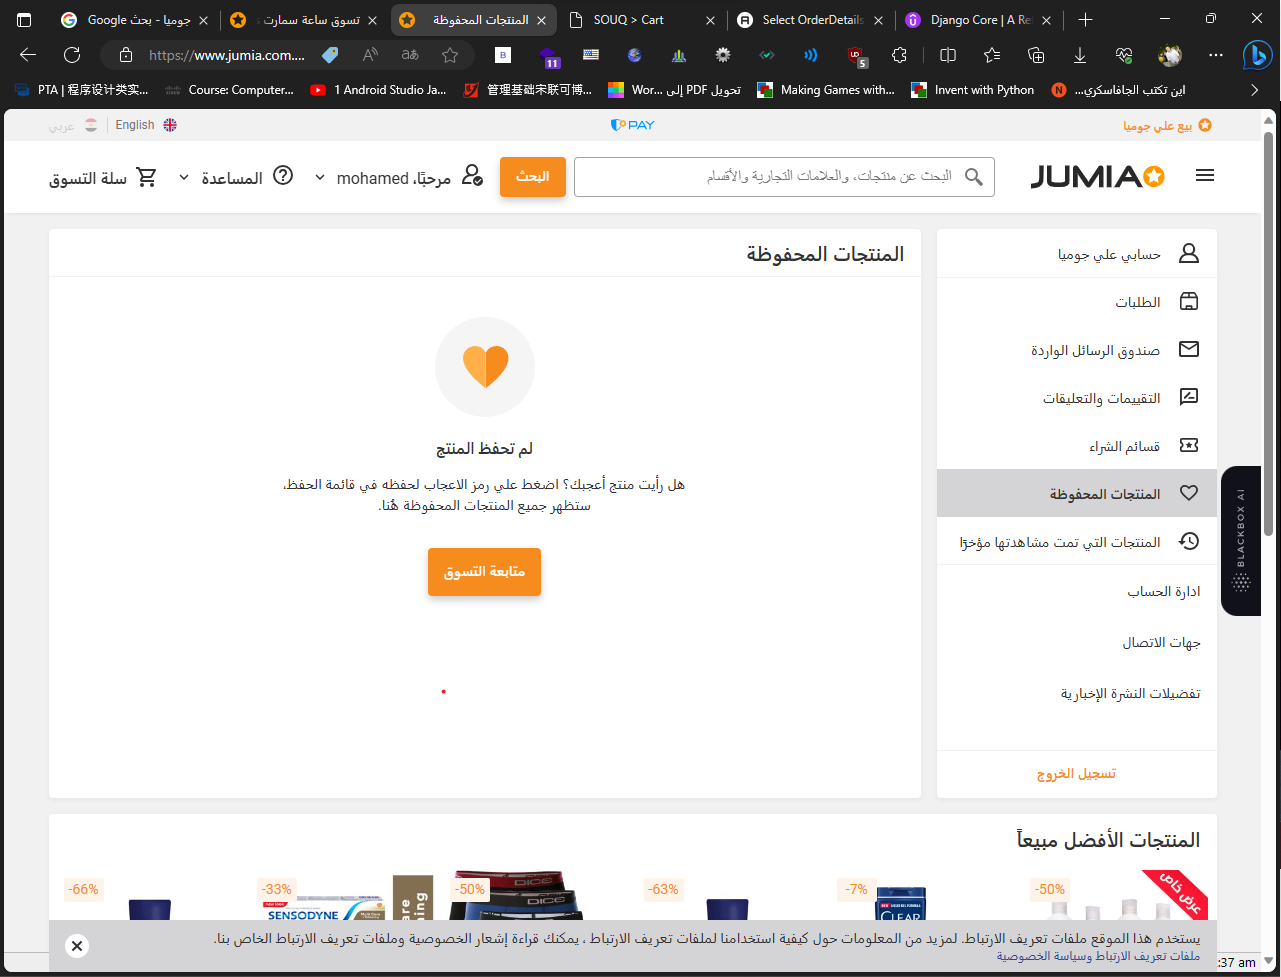 جوميا - بحث Google
تسوق ساعة سمارت
المنتجات المحفوظة
SOUQ > Cart
Select OrderDetails
Django Core | A Re
https://www.jumia.com....
aあ
B
11
UD
5
PTA | 程序设计类实...
Course: Computer...
1 Android Studio Ja...
管理基础宋联可博...
تحويل PDF إلى Wor...
Making Games with...
Invent with Python
N
ابن تكتب الجافاسكري...
بيع علي جوميا
PAY
English
عربي
JUMIA
البحث عن منتجات، والعلامات التجارية والأقسام
البحث
مرحبًا، mohamed
المساعدة
سلة التسوق
حسابي علي جوميا
الطلبات
صندوق الرسائل الواردة
التقييمات والتعليقات
قسائم الشراء
المنتجات المحفوظة
المنتجات التي تمت مشاهدتها مؤخرًا
ادارة الحساب
جهات الاتصال
تفضيلات النشرة الإخبارية
تسجيل الخروج
المنتجات المحفوظة
لم تحفظ المنتج
هل رأيت منتج أعجبك؟ اضغط علي رمز الاعجاب لحفظه في قائمة الحفظ،
ستظهر جميع المنتجات المحفوظة هُنا.
متابعة التسوق
BLACKBOX AI
المنتجات الأفضل مبيعاً
-50%
عرض خاص
-7%
CLEAR
-63%
-50%
DICE
DICE
-33%
SENSODYNE
-66%
يستخدم هذا الموقع ملفات تعريف الارتباط. لمزيد من المعلومات حول كيفية استخدامنا لملفات تعريف الارتباط ، يمكنك قراءة إشعار الخصوصية وملفات تعريف الارتباط الخاص بنا.
ملفات تعريف الارتباط وسياسة الخصوصية
:37 am